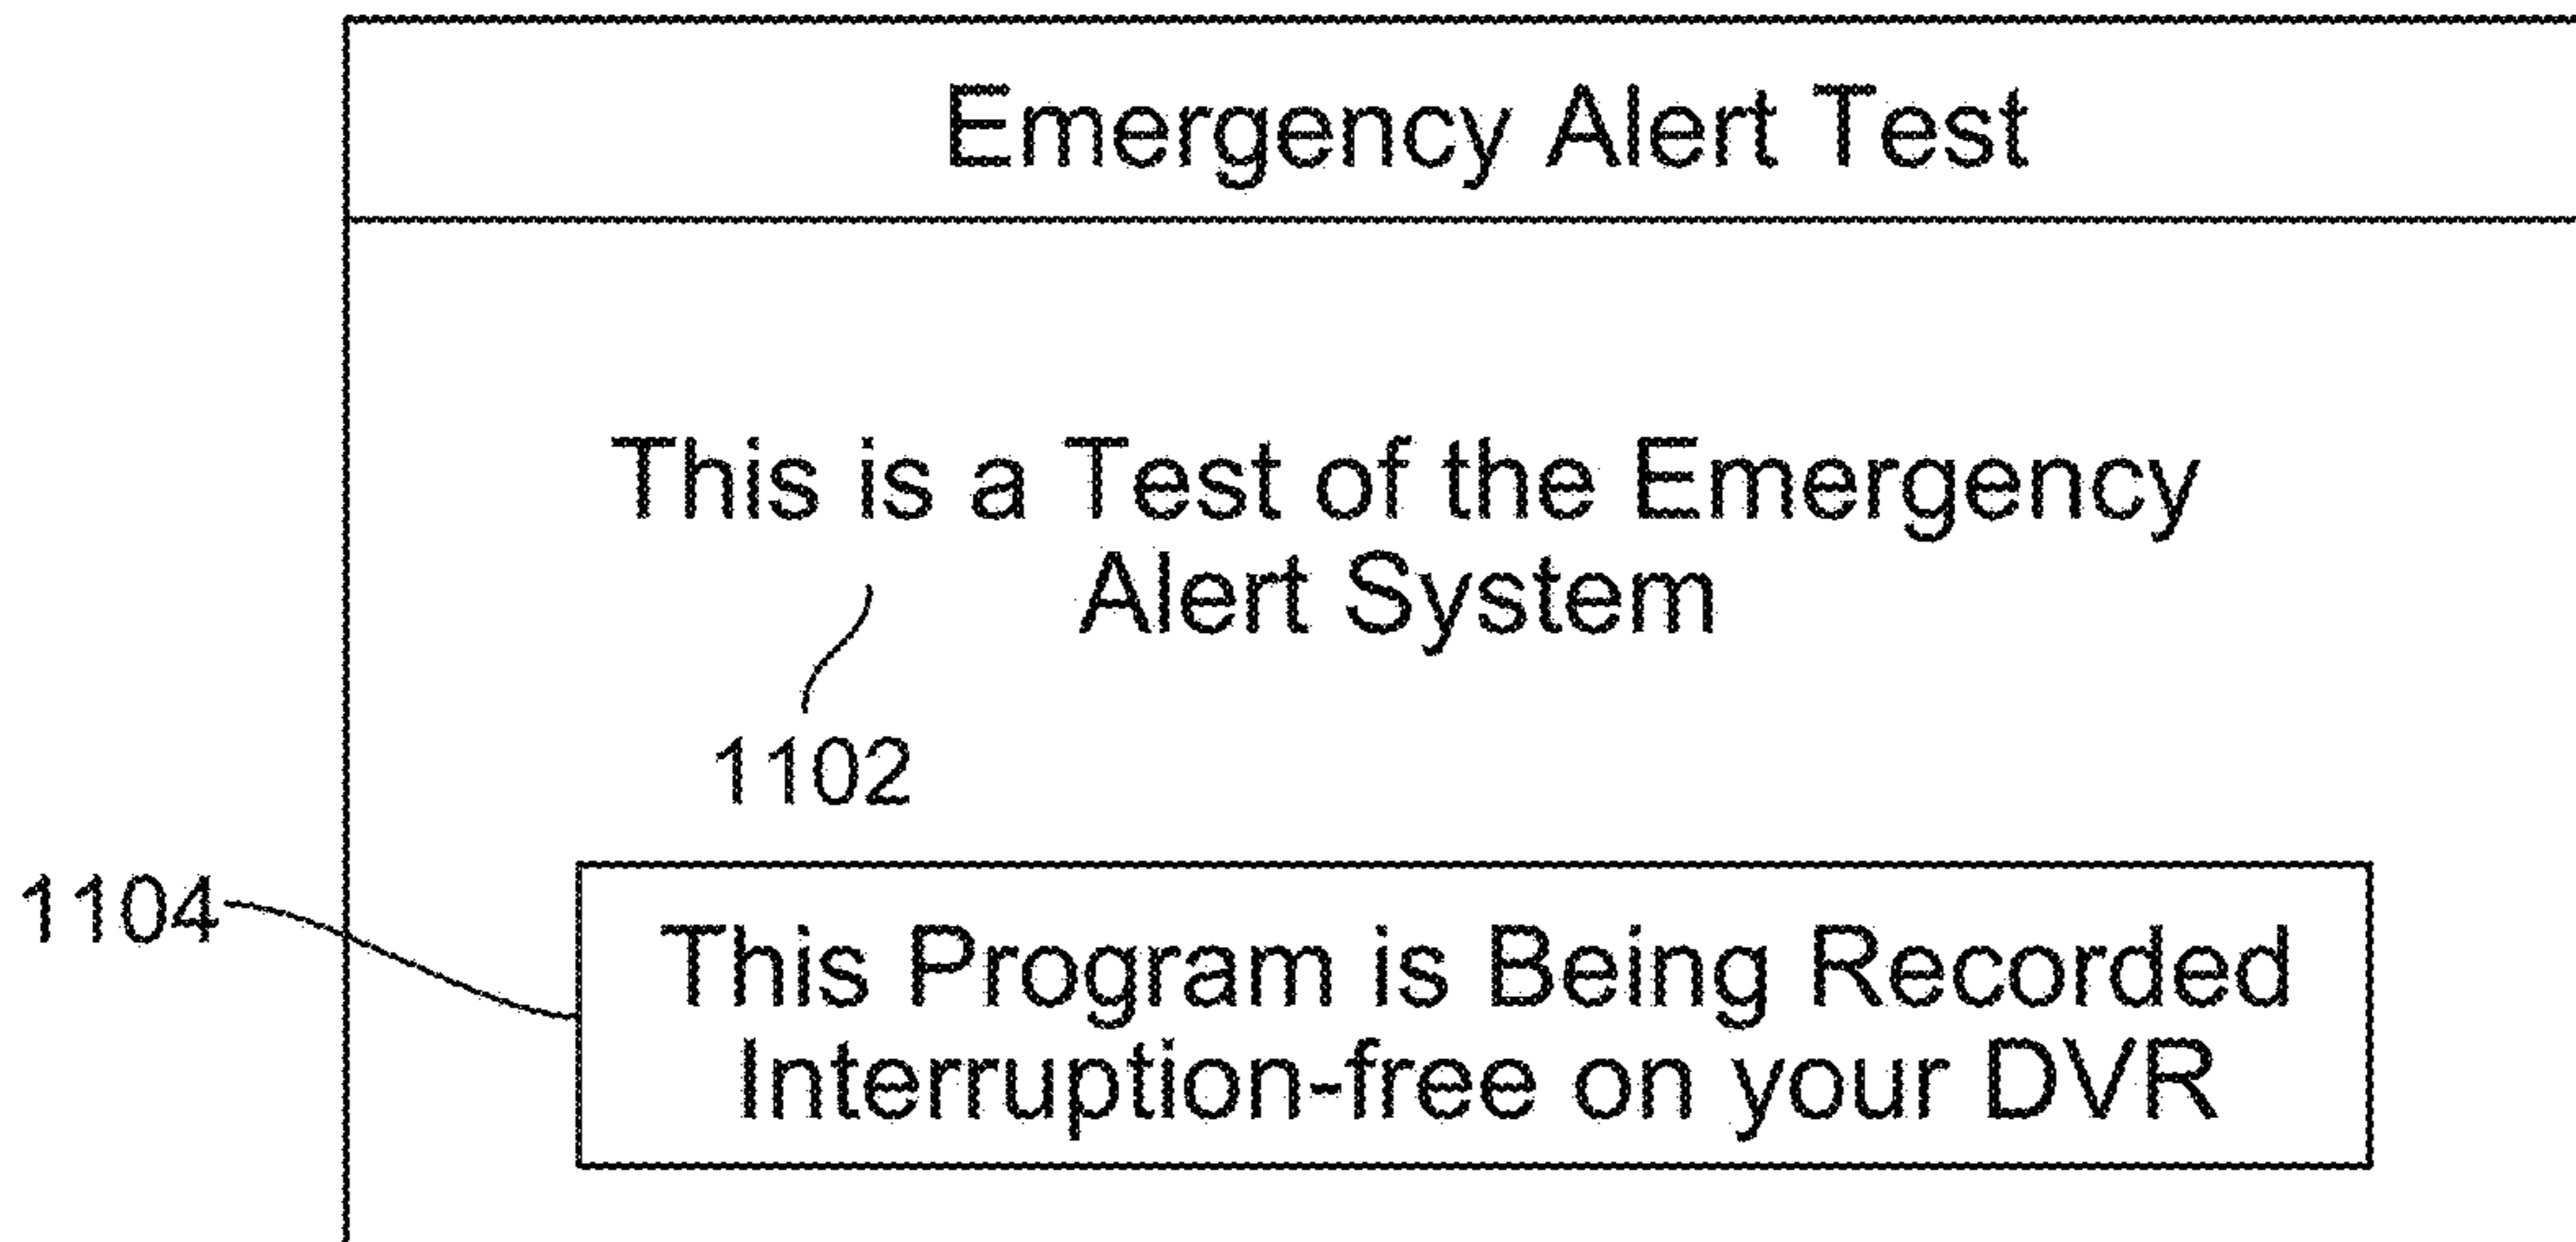 Emergency Alert Test
This is a Test of the Emergency
Alert System
1102
1104
This Program is Being Recorded
Interruption-free on your DVR